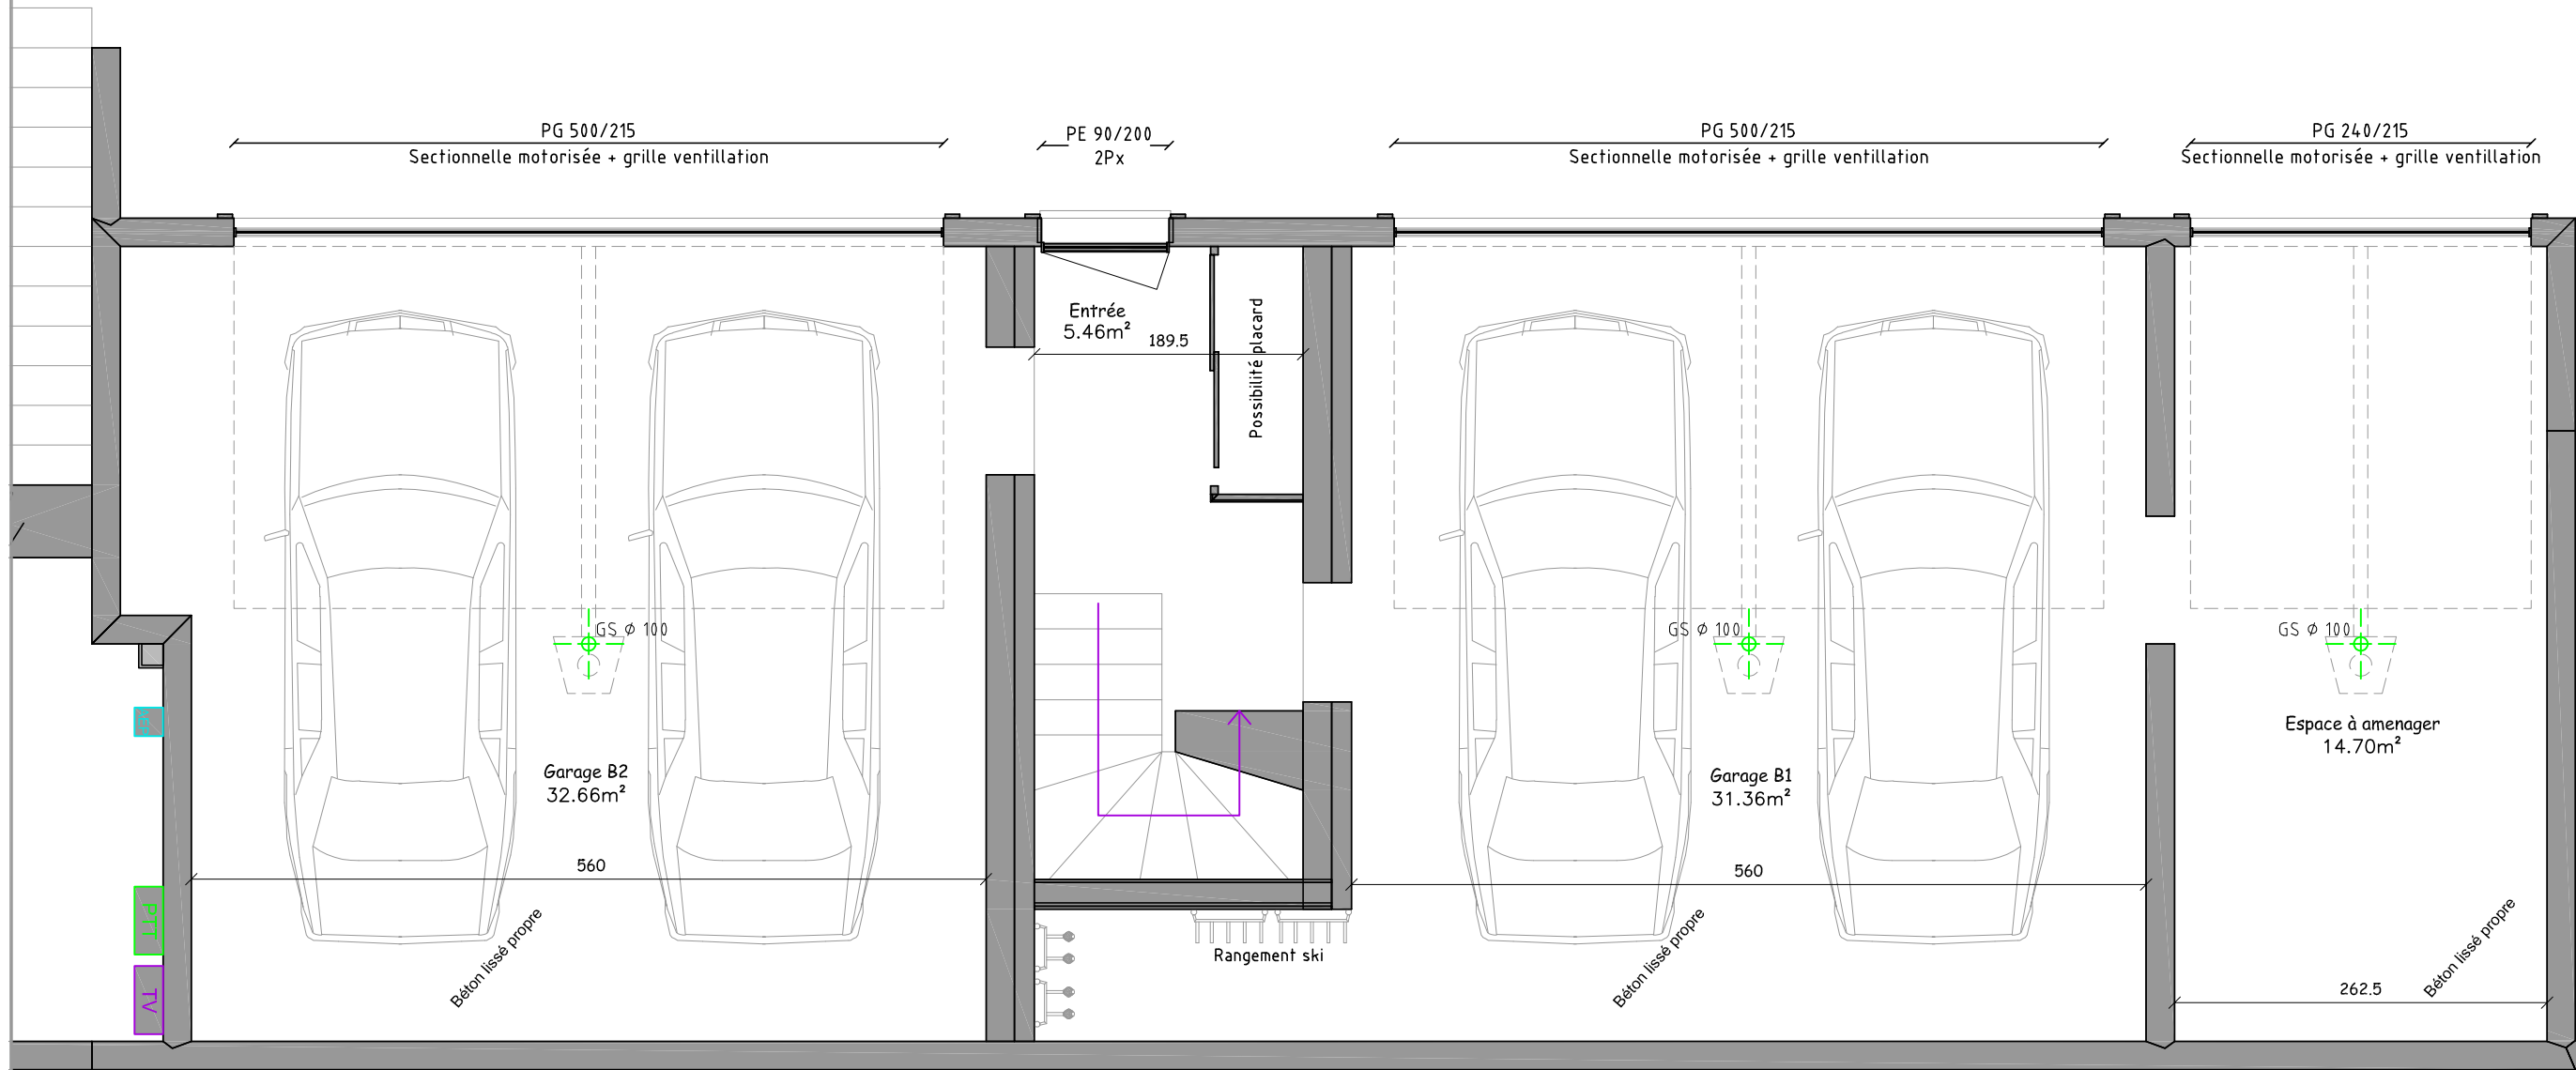 PG 500/215
Sectionnelle motorisée + grille ventillation
PE 90/200
2Px
PG 500/215
Sectionnelle motorisée + grille ventillation
PG 240/215
Sectionnelle motorisée + grille ventillation
Entrée
5.46m²
189.5
Possibilité placard
GS Ø 100
GS Ø 100
GS Ø 100
Espace à amenager
14.70m²
Garage B2
32.66m²
Garage B1
31.36m²
560
560
PTT
TV
Béton lissé propre
Rangement ski
Béton lissé propre
Béton lissé propre
262.5